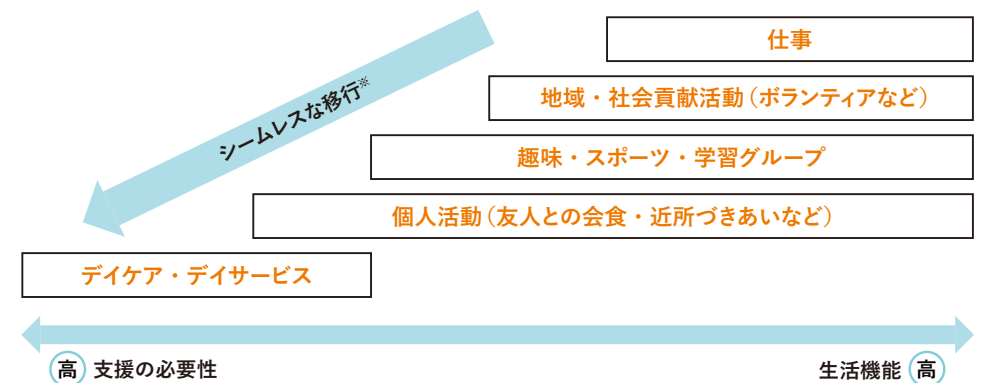 仕事
地域・社会貢献活動（ボランティアなど）
シームレスな移行※
趣味・スポーツ・学習グループ
個人活動（友人との会食・近所づきあいなど）
デイケア・デイサービス
高 支援の必要性
生活機能 高